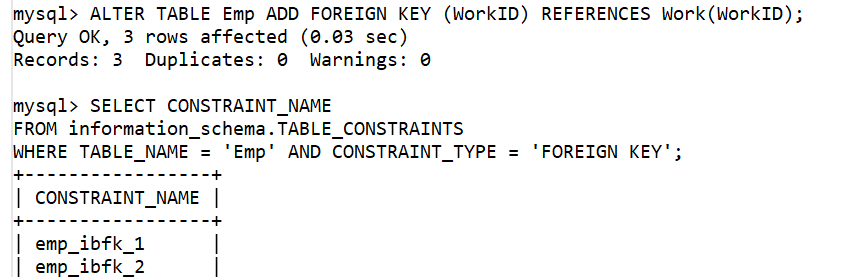 mysql> ALTER TABLE Emp ADD FOREIGN KEY (WorkID) REFERENCES Work(WorkID);
Query OK, 3 rows affected (0.03 sec)
Records: 3  Duplicates: 0  Warnings: 0

mysql> SELECT CONSTRAINT_NAME
FROM information_schema.TABLE_CONSTRAINTS
WHERE TABLE_NAME = 'Emp' AND CONSTRAINT_TYPE = 'FOREIGN KEY';
+-----------------+
| CONSTRAINT_NAME |
+-----------------+
| emp_ibfk_1      |
| emp_ibfk_2      |